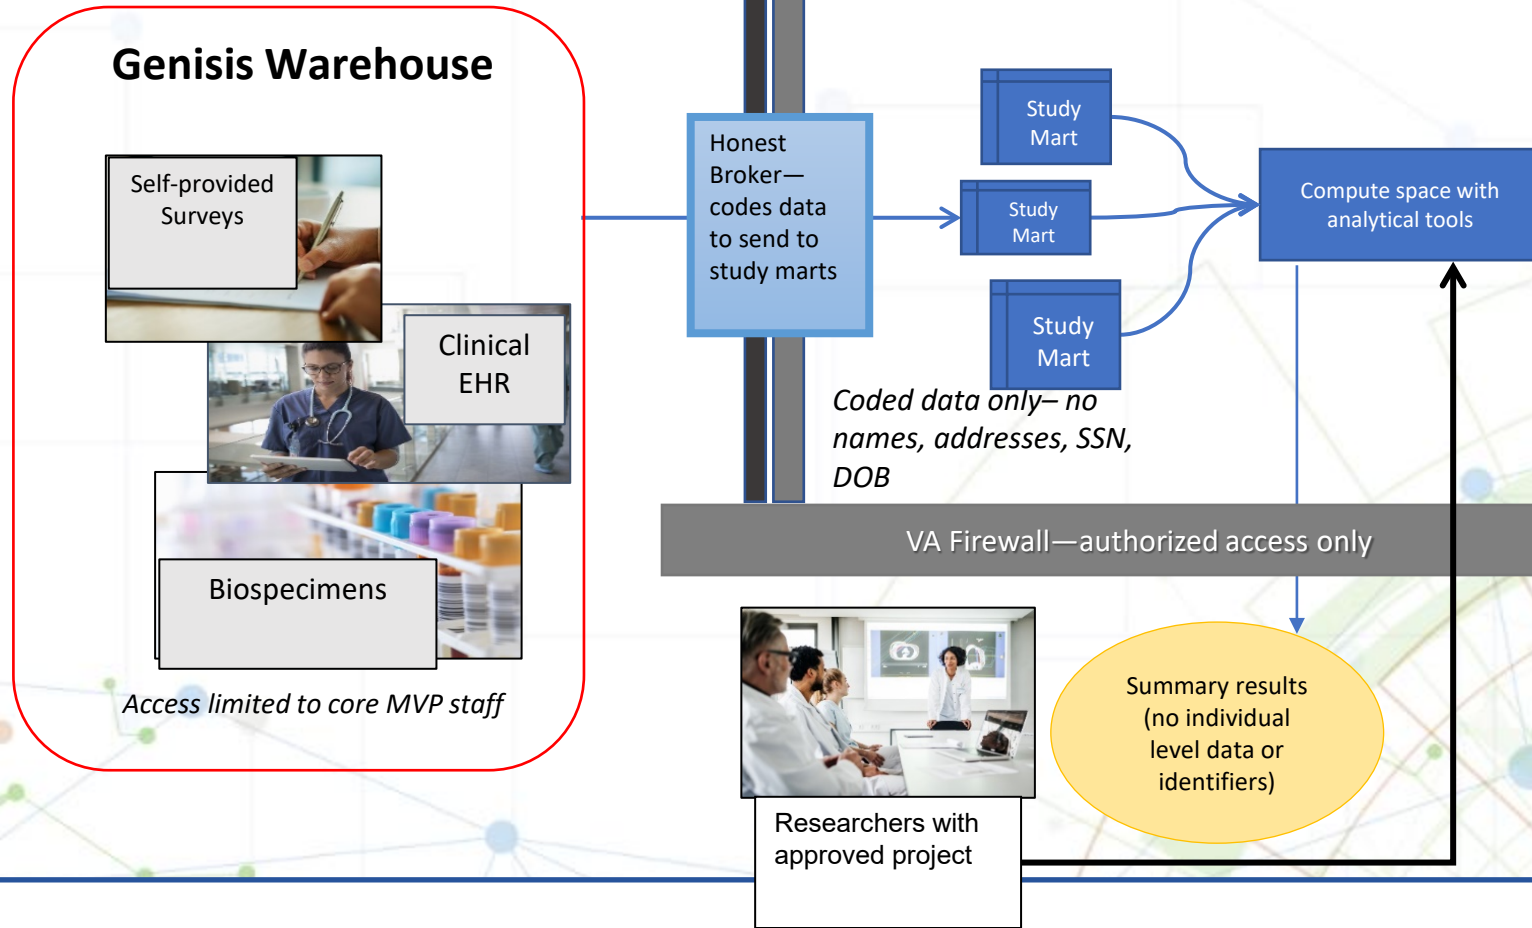 Genisis Warehouse
Self-provided
Surveys
Clinical
EHR
Biospecimens
Access limited to core MVP staff
Honest
Broker—
codes data
to send to
study marts
Study
Mart
Study
Mart
Study
Mart
Compute space with
analytical tools
Coded data only– no
names, addresses, SSN,
DOB
VA Firewall—authorized access only
Researchers with
approved project
Summary results
(no individual
level data or
identifiers)